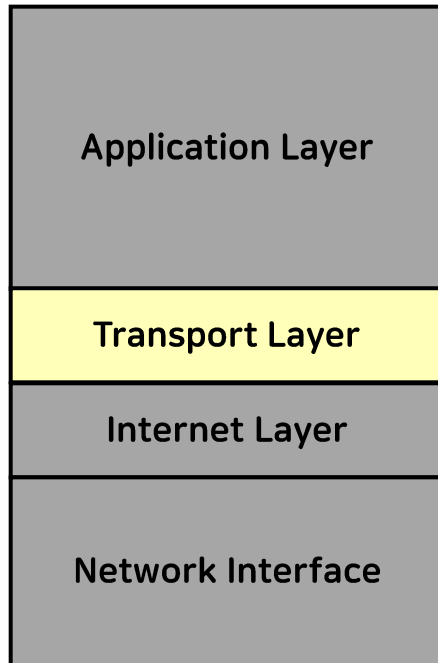 Application Layer
Transport Layer
Internet Layer
Network Interface